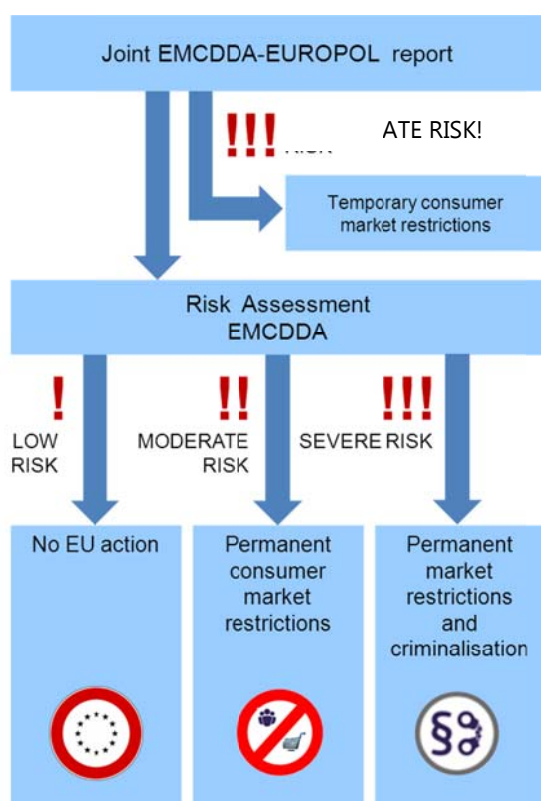 Joint EMCDDA-EUROPOL report
!!!
ATE RISK!
Temporary consumer
market restrictions
Risk Assessment
EMCDDA
!
LOW
RISK
!!
MODERATE
RISK
!!!
SEVERE RISK
No EU action
Permanent
consumer
market
restrictions
Permanent
market
restrictions
and
criminalisation
§